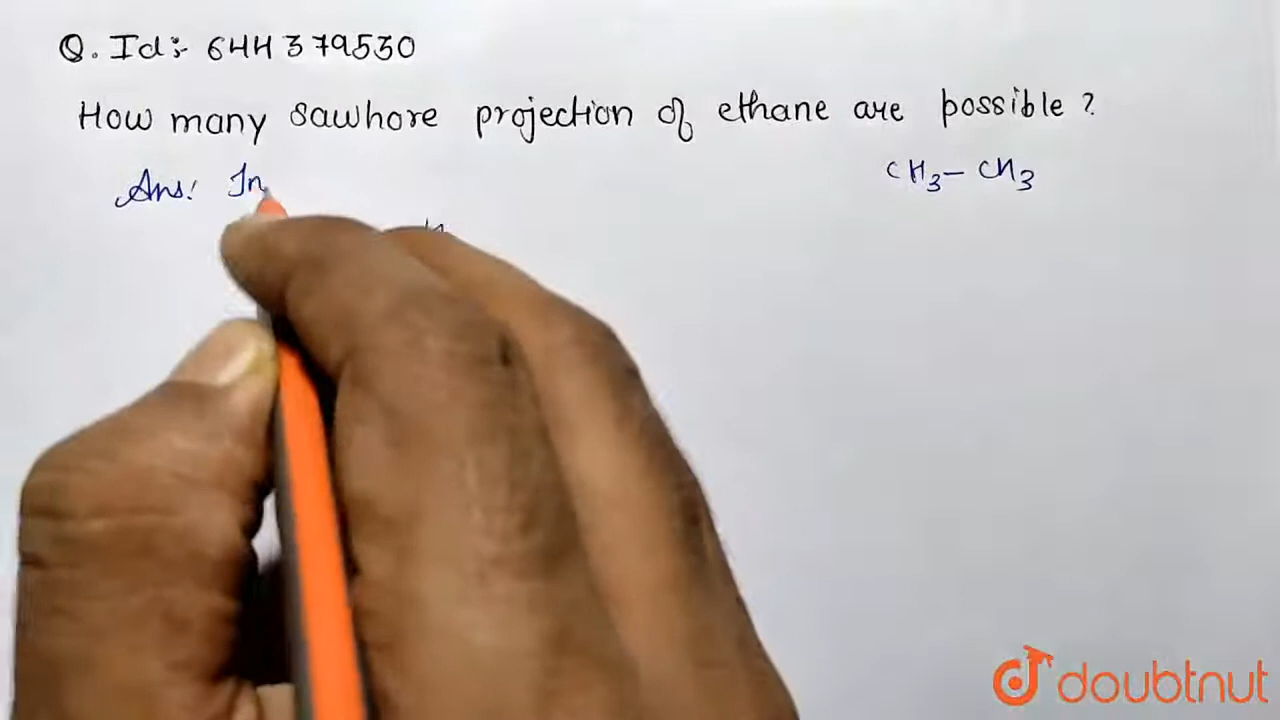 Q. Id:- 644379530
How many sawhore projection of ethane are possible?
Ans: In
CH3- CH3
doubtnut